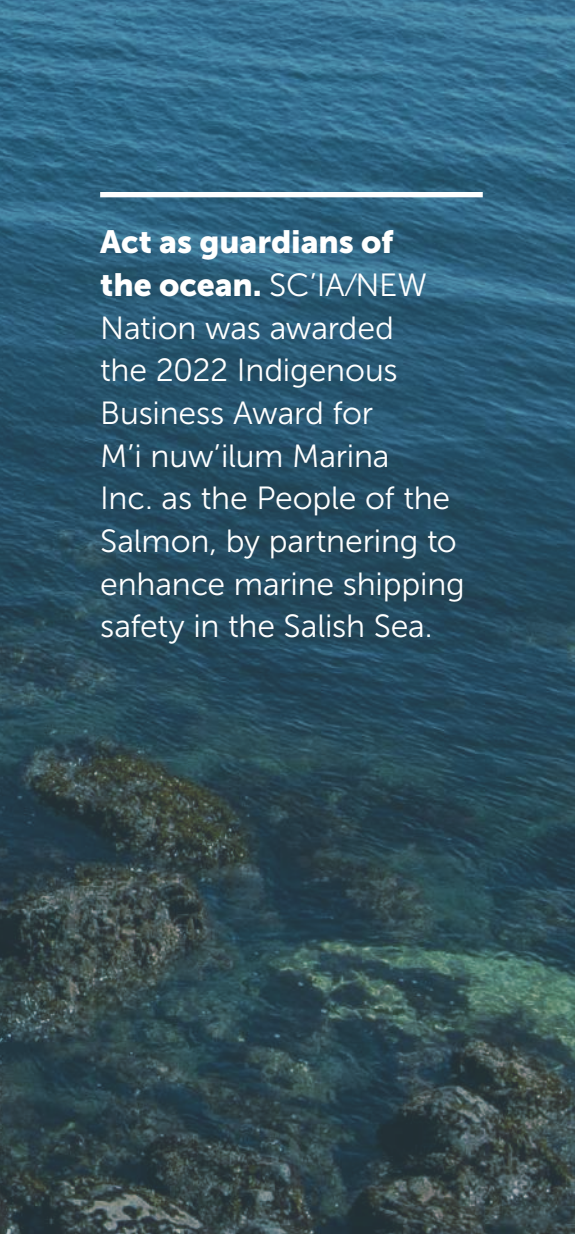 Act as guardians of
the ocean. SC’IA/NEW
Nation was awarded
the 2022 Indigenous
Business Award for
M’i nuw’ilum Marina
Inc. as the People of the
Salmon, by partnering to
enhance marine shipping
safety in the Salish Sea.